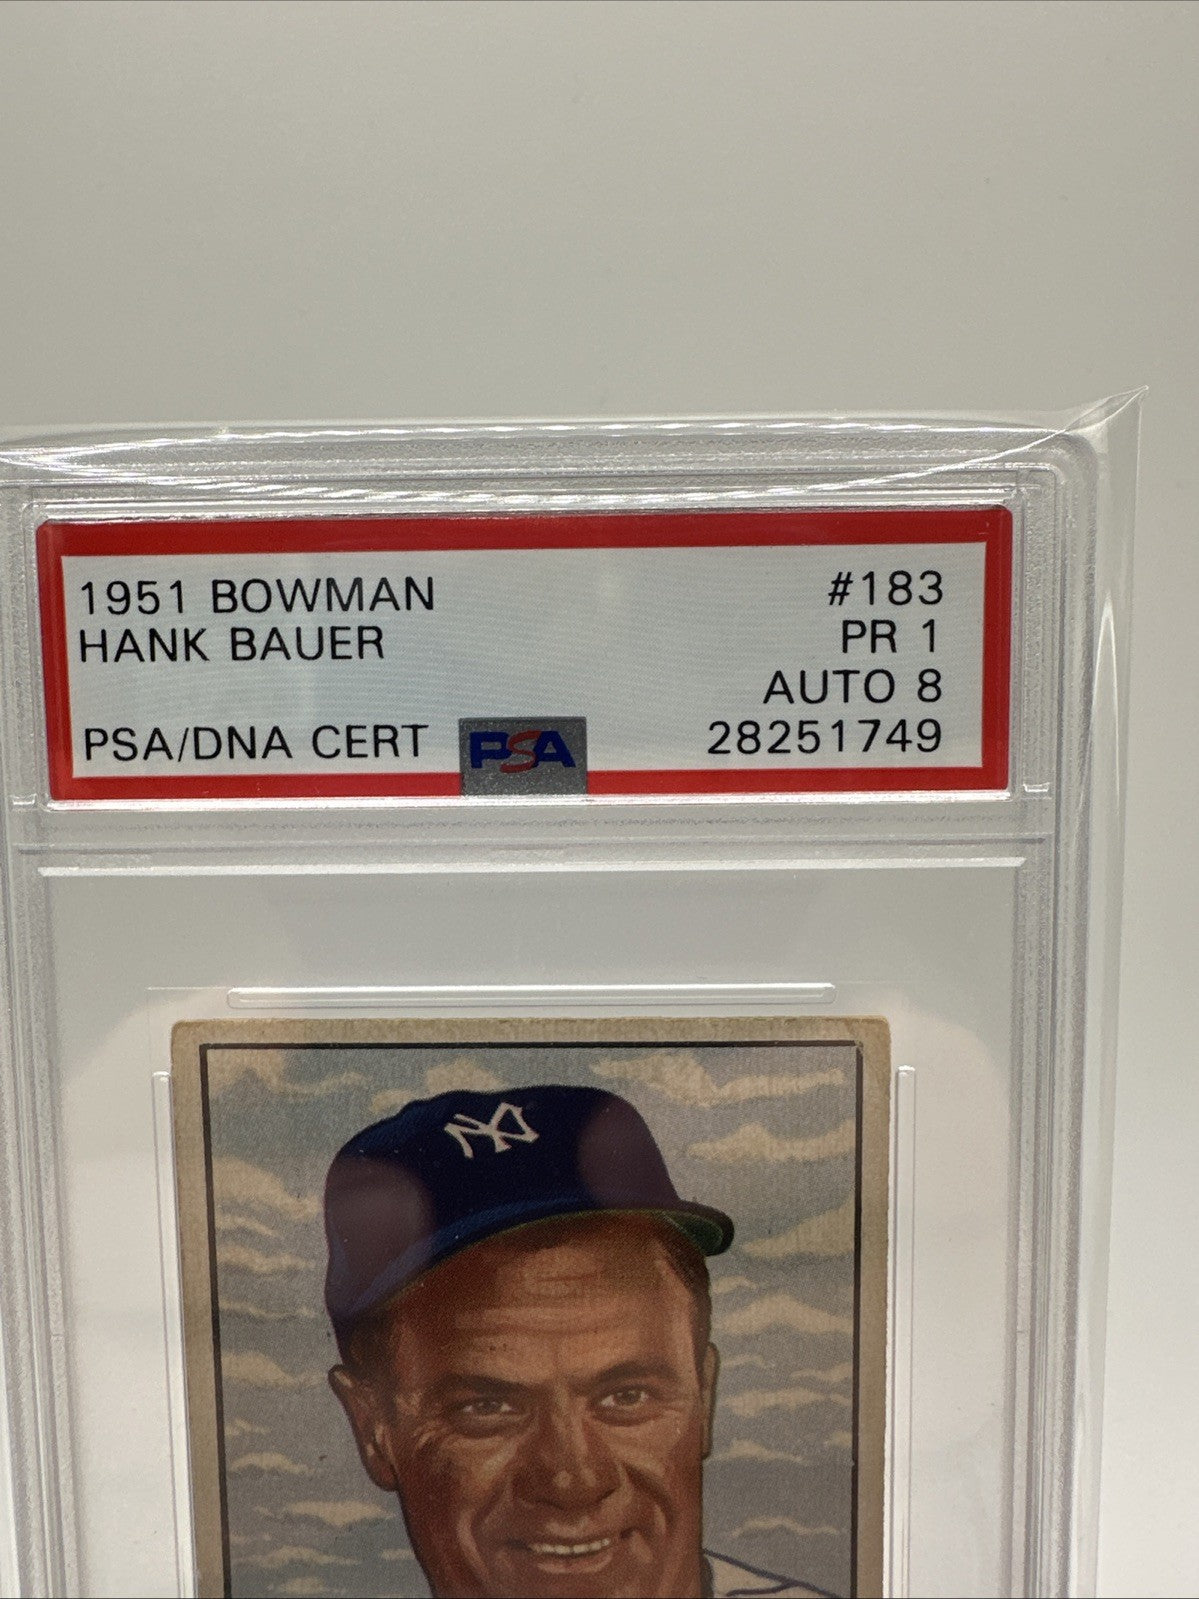 1951 BOWMAN #183
HANK BAUER PR 1
AUTO 8
PSA/DNA CERT PSA 28251749
NY